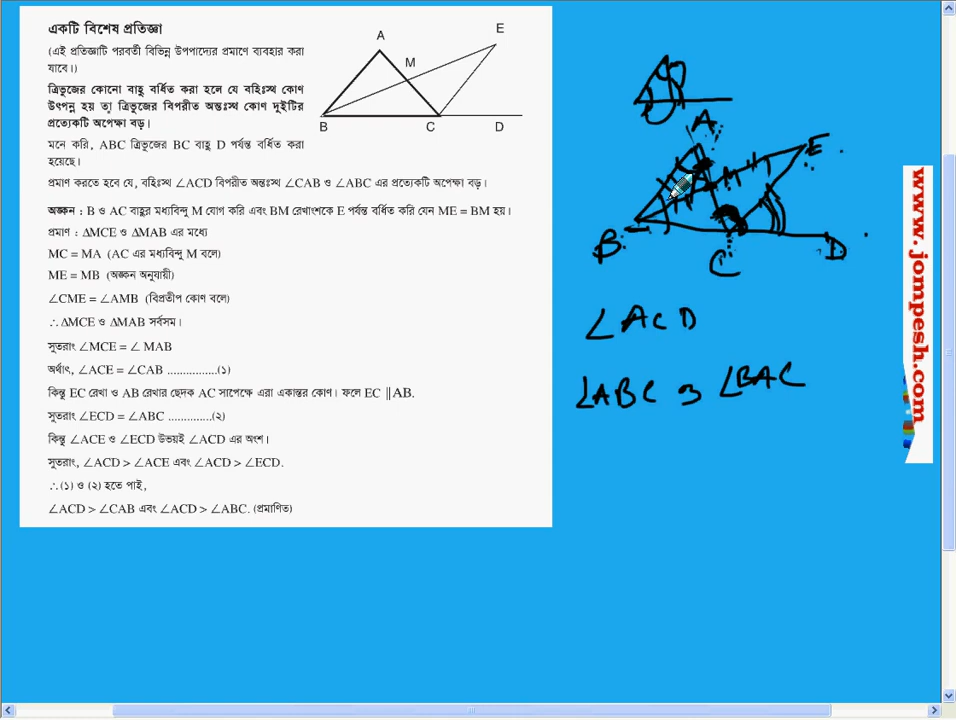 একটি বিশেষ প্রতিজ্ঞা
(এই প্রতিজ্ঞাটি পরবর্তী বিভিন্ন উপপাদ্যের প্রমাণে ব্যবহার করা
যাবে।)
ত্রিভুজের কোনো বাহু বর্ধিত করা হলে যে বহিঃস্থ কোণ
উৎপন্ন হয় তা ত্রিভুজের বিপরীত অন্তঃস্থ কোণ দুইটির
প্রত্যেকটি অপেক্ষা বড়।
মনে করি, ABC ত্রিভুজের BC বাহু D পর্যন্ত বর্ধিত করা
হয়েছে।
A
E
M
B
C
D
প্রমাণ করতে হবে যে, বহিঃস্থ ∠ACD বিপরীত অন্তঃস্থ ∠CAB ও ∠ABC এর প্রত্যেকটি অপেক্ষা বড়।
অঙ্কন : B ও AC বাহুর মধ্যবিন্দু M যোগ করি এবং BM রেখাংশকে E পর্যন্ত বর্ধিত করি যেন ME = BM হয়।
প্রমাণ : ΔMCE ও ΔMAB এর মধ্যে
MC = MA (AC এর মধ্যবিন্দু M বলে)
ME = MB (অঙ্কন অনুযায়ী)
∠CME = ∠AMB (বিপ্রতীপ কোণ বলে)
∴ ΔMCE ও ΔMAB সর্বসম।
সুতরাং ∠MCE = ∠ MAB
অর্থাৎ, ∠ACE = ∠CAB ................(১)
কিন্তু EC রেখা ও AB রেখার ছেদক AC সাপেক্ষে এরা একান্তর কোণ। ফলে EC || AB.
সুতরাং ∠ECD = ∠ABC ..............(২)
কিন্তু ∠ACE ও ∠ECD উভয়ই ∠ACD এর অংশ।
সুতরাং, ∠ACD > ∠ACE এবং ∠ACD > ∠ECD.
∴ (১) ও (২) হতে পাই,
∠ACD > ∠CAB এবং ∠ACD > ∠ABC. (প্রমাণিত)
A
E
M
B
C
D
∠ACD
∠ABC ও ∠BAC
www.jompesh.com